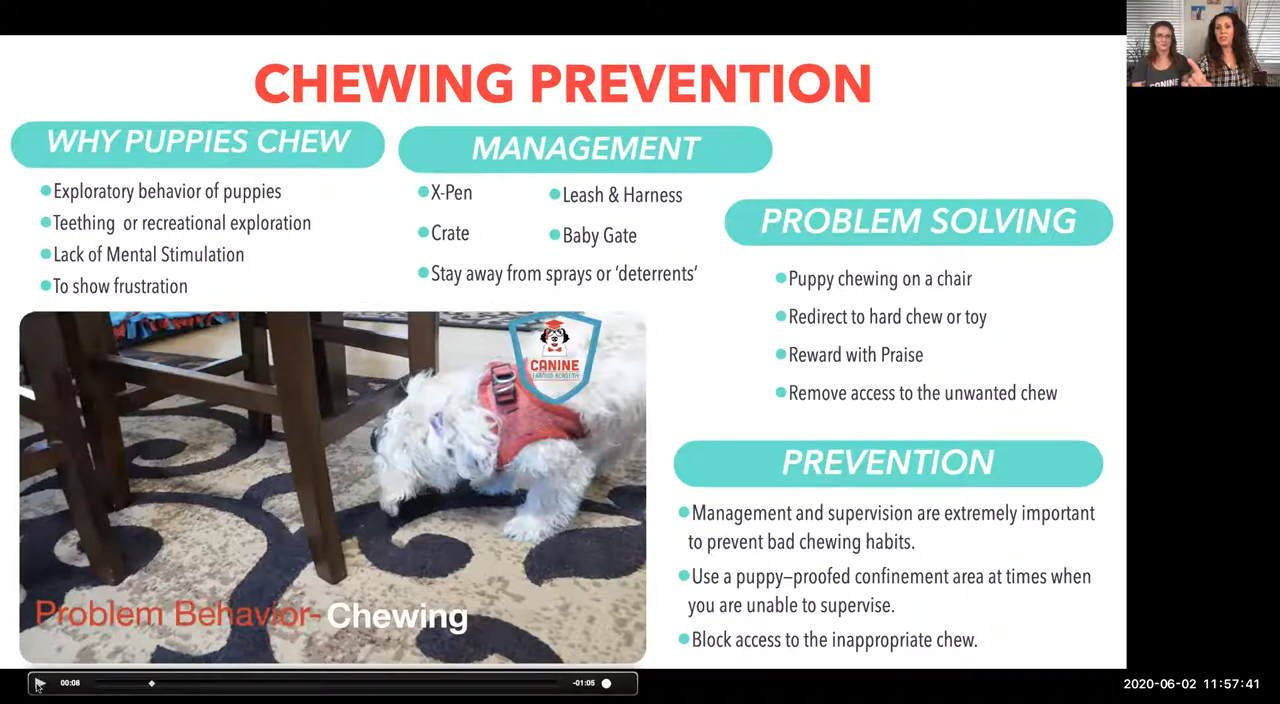 CHEWING PREVENTION
WHY PUPPIES CHEW
Exploratory behavior of puppies
Teething or recreational exploration
Lack of Mental Stimulation
To show frustration
MANAGEMENT
X-Pen
Leash & Harness
Crate
Baby Gate
Stay away from sprays or ‘deterrents’
PROBLEM SOLVING
Puppy chewing on a chair
Redirect to hard chew or toy
Reward with Praise
Remove access to the unwanted chew
PREVENTION
Management and supervision are extremely important
to prevent bad chewing habits.
Use a puppy–proofed confinement area at times when
you are unable to supervise.
Block access to the inappropriate chew.
CANINE
LEARNING ACADEMY
Problem Behavior- Chewing
00:08
-01:05
CANINE
2020-06-02 11:57:41